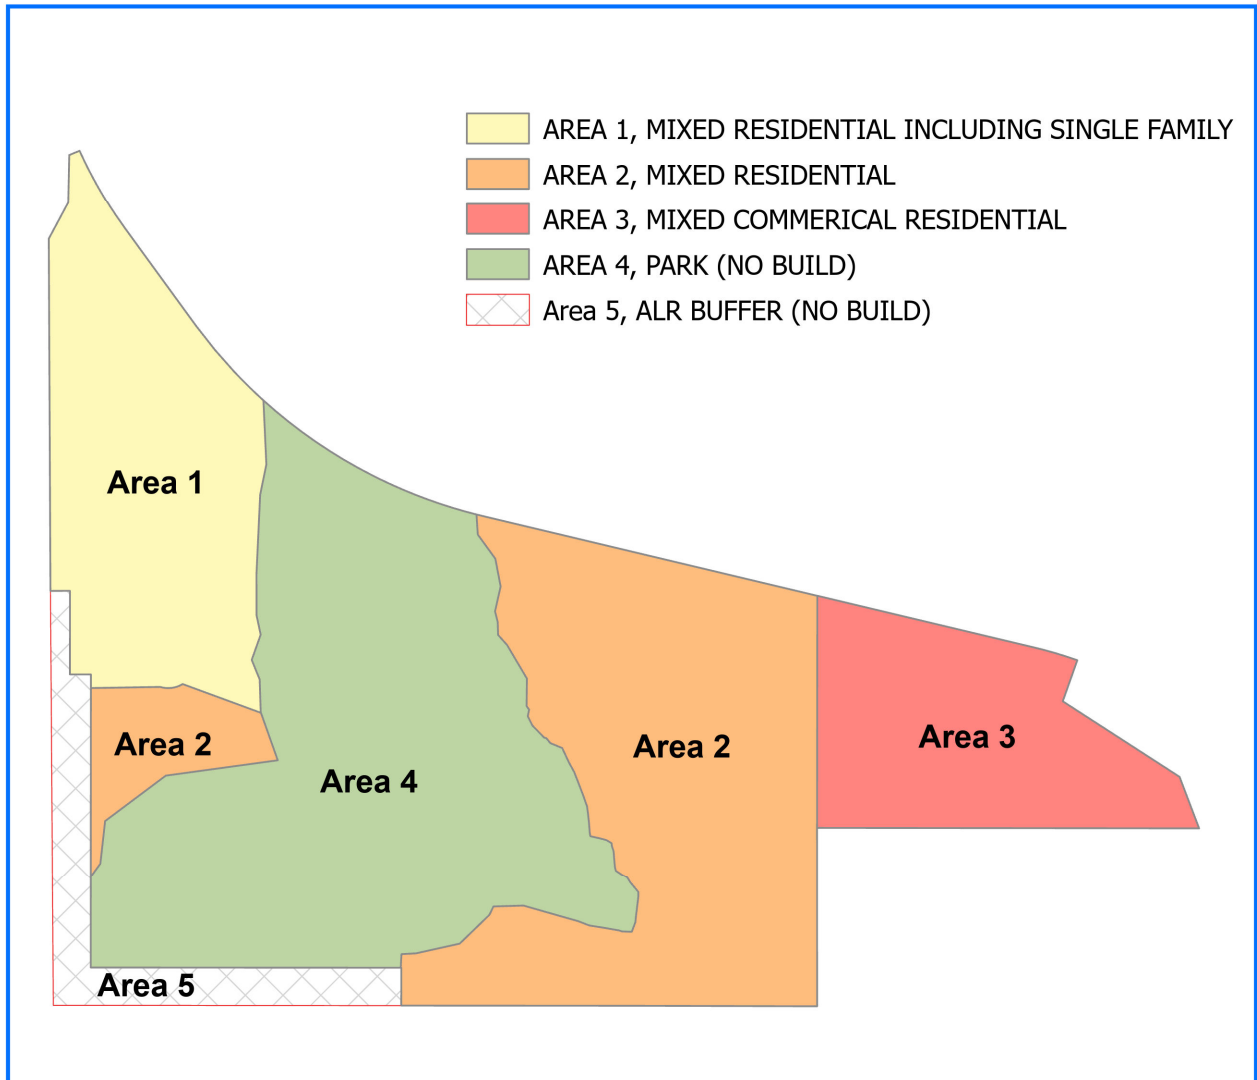 AREA 1, MIXED RESIDENTIAL INCLUDING SINGLE FAMILY
AREA 2, MIXED RESIDENTIAL
AREA 3, MIXED COMMERICAL RESIDENTIAL
AREA 4, PARK (NO BUILD)
Area 5, ALR BUFFER (NO BUILD)
Area 1
Area 2
Area 4
Area 2
Area 3
Area 5